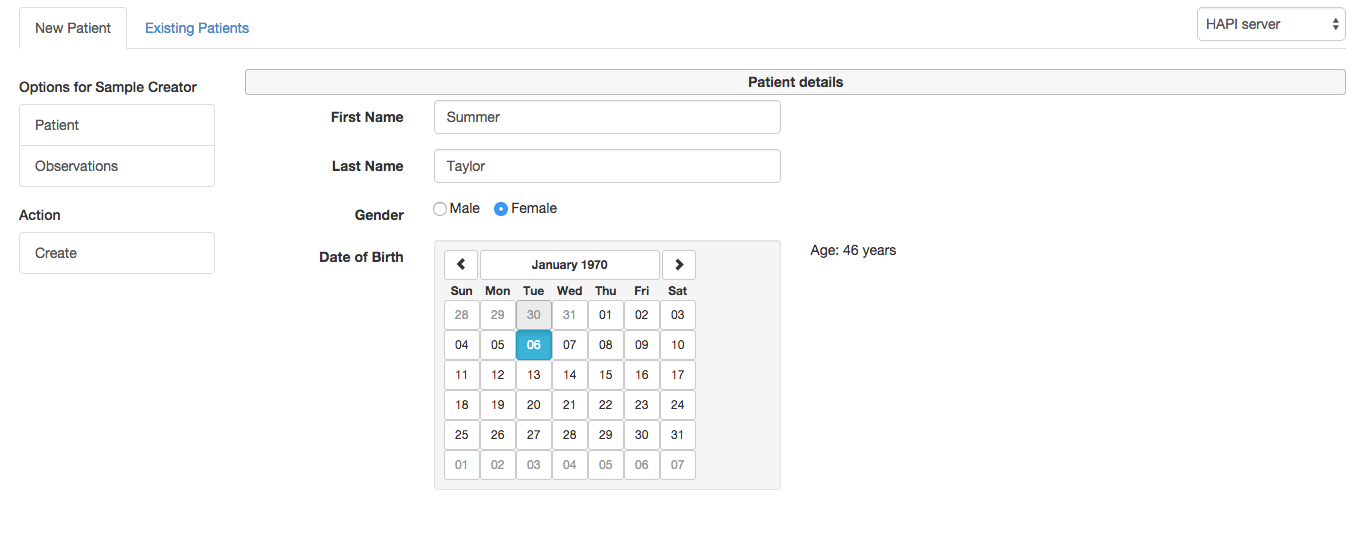 New Patient Existing Patients HAPI server
Options for Sample Creator
Patient
Observations
Action
Create
Patient details
First Name Summer
Last Name Taylor
Gender Male Female
Date of Birth Age: 46 years
January 1970
Sun Mon Tue Wed Thu Fri Sat
28 29 30 31 01 02 03
04 05 06 07 08 09 10
11 12 13 14 15 16 17
18 19 20 21 22 23 24
25 26 27 28 29 30 31
01 02 03 04 05 06 07